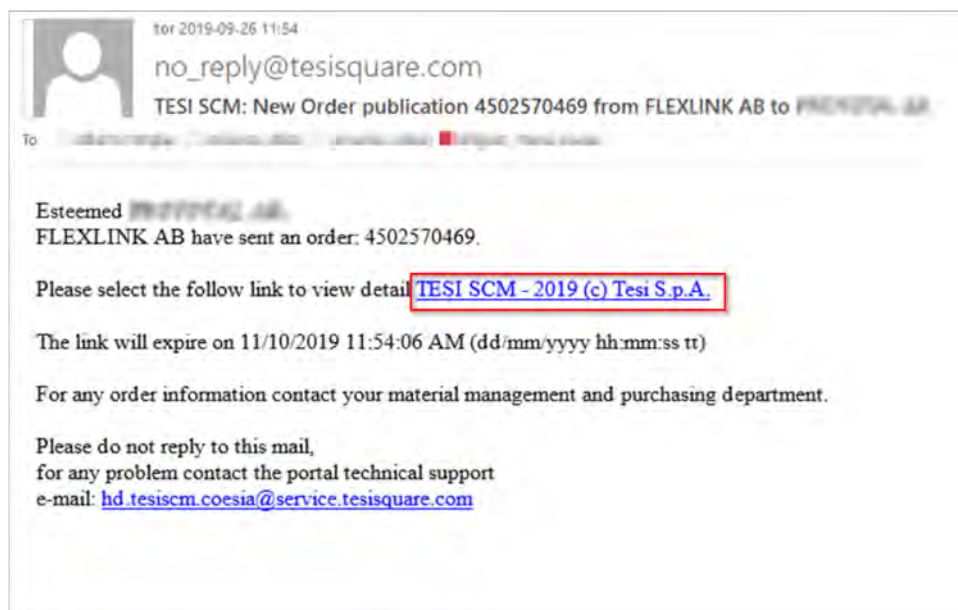 tor 2019-09-26 11:54
no_reply@tesisquare.com
TESI SCM: New Order publication 4502570469 from FLEXLINK AB to
To
Esteemed
FLEXLINK AB have sent an order: 4502570469.
Please select the follow link to view detail TESI SCM - 2019 (c) Tesi S.p.A.
The link will expire on 11/10/2019 11:54:06 AM (dd/mm/yyyy hh:mm:ss tt)
For any order information contact your material management and purchasing department.
Please do not reply to this mail,
for any problem contact the portal technical support
e-mail: hd.tesiscm.coesia@service.tesisquare.com